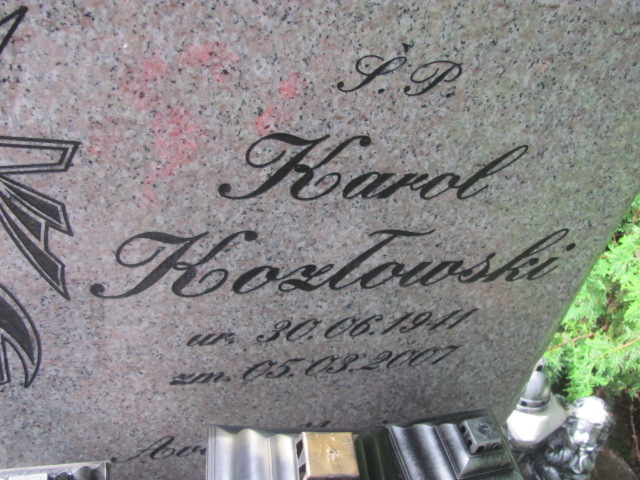 Ś.P.
Karol
Kozłowski
ur. 30.06.1941
zm. 05.03.2007